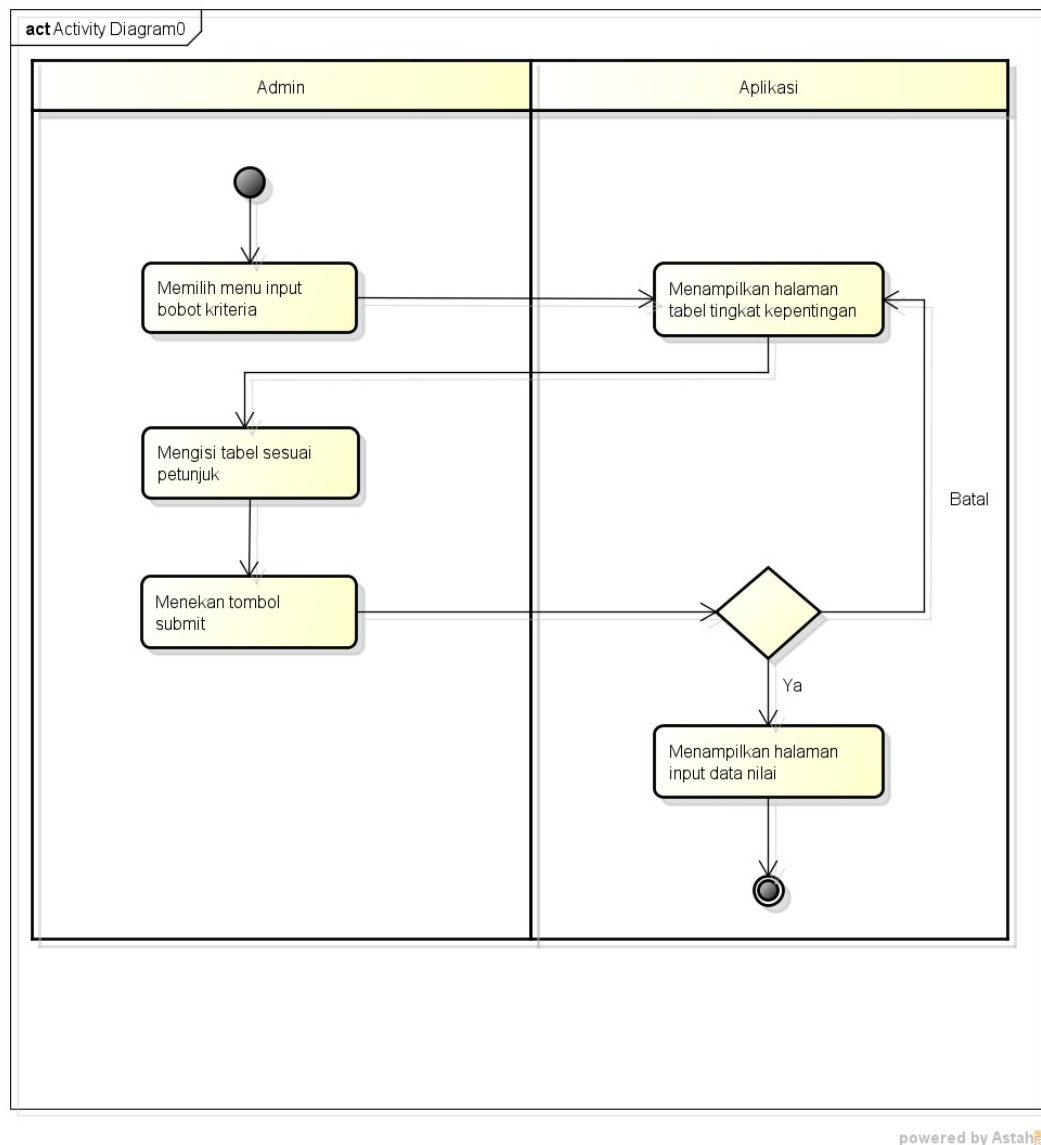 act Activity Diagram0
Admin
Aplikasi
Memilih menu input
bobot kriteria
Menampilkan halaman
tabel tingkat kepentingan
Mengisi tabel sesuai
petunjuk
Batal
Menekan tombol
submit
Ya
Menampilkan halaman
input data nilai
powered by Astah